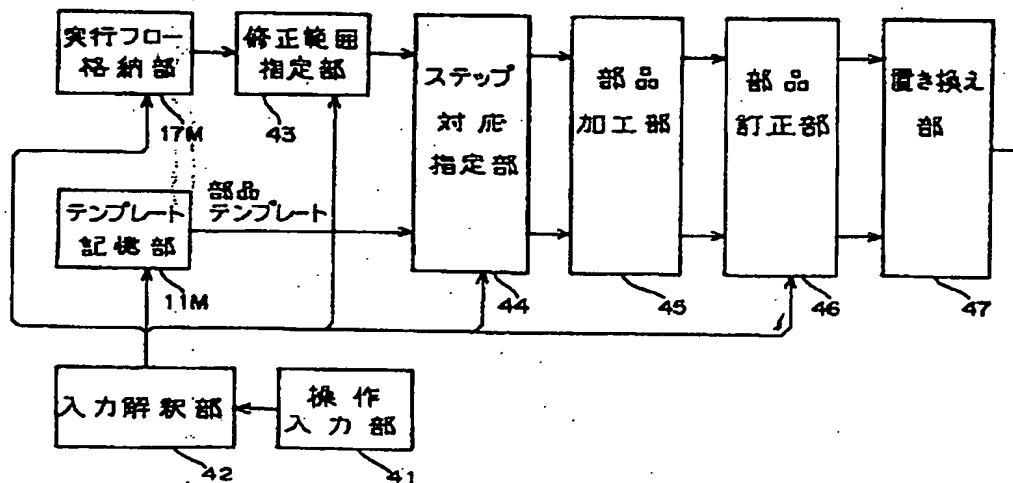 実行フロー
格納部
17M
修正範囲
指定部
43
ステップ
対応
指定部
44
部品
加工部
45
部品
訂正部
46
置き換え
部
47
テンプレート
記憶部
11M
部品
テンプレート
入力解釈部
42
操作
入力部
41